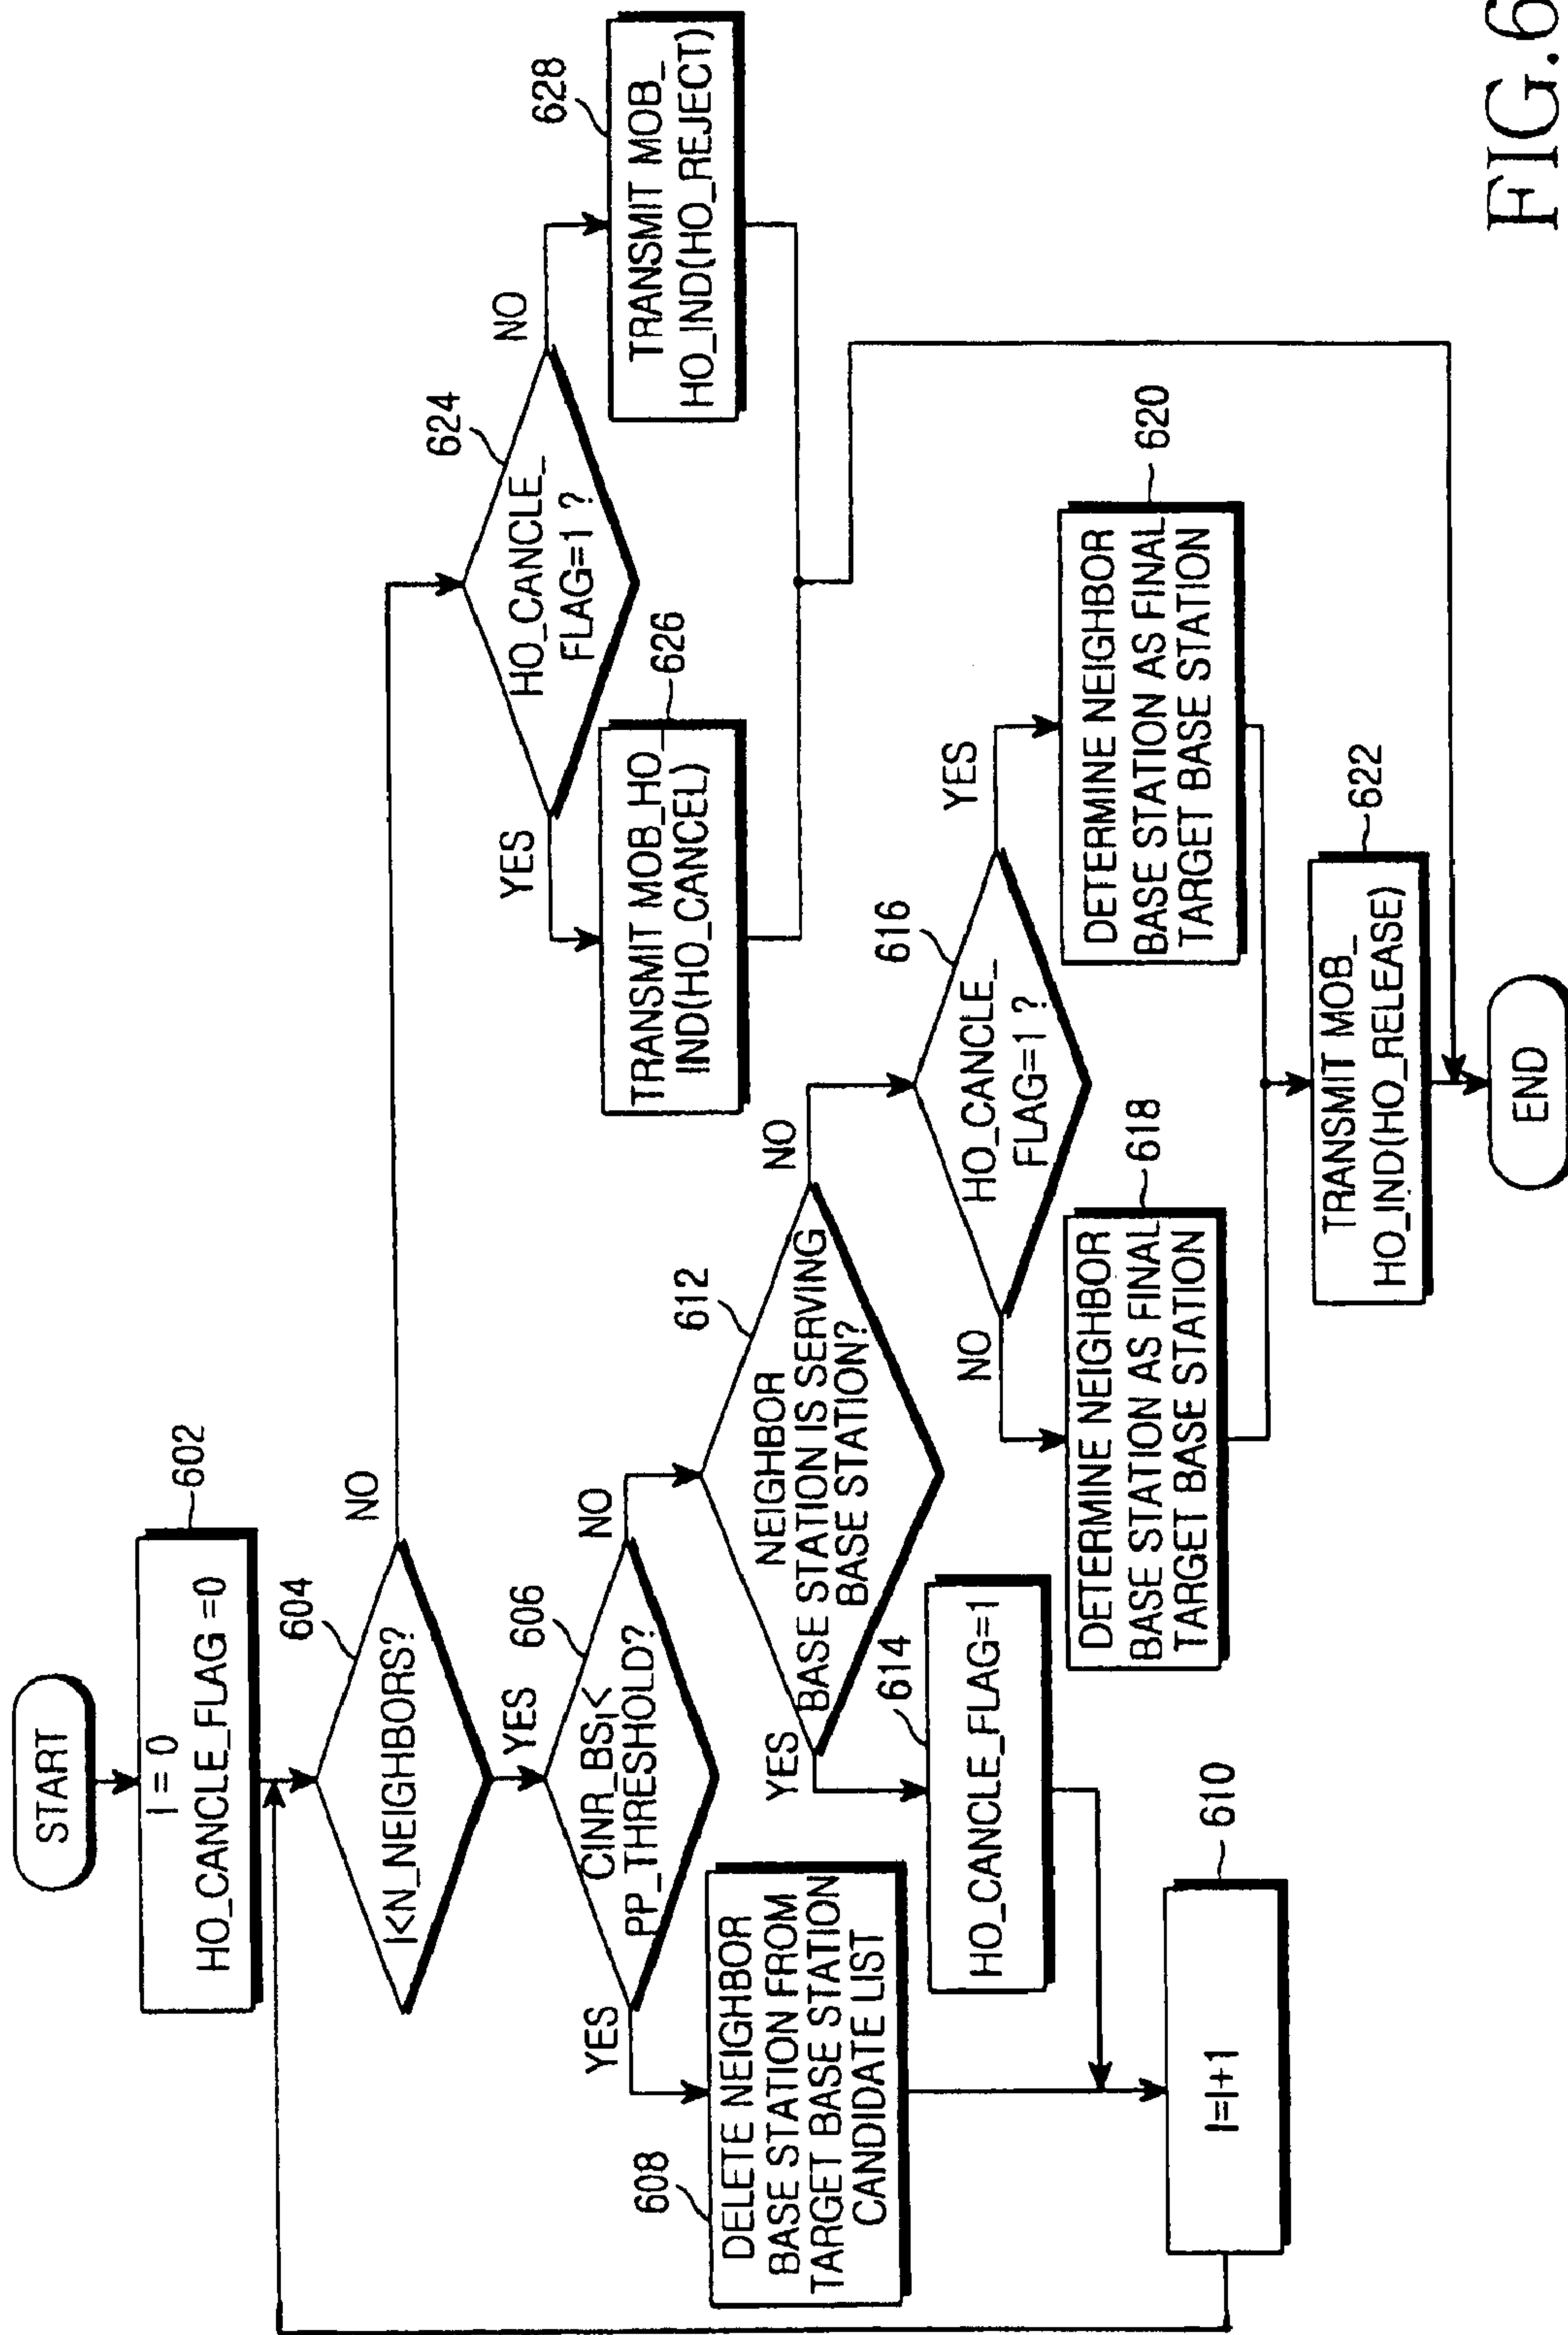 START
I = 0
HO_CANCLE_FLAG =0
602
I<N_NEIGHBORS?
604
NO
YES
CINR_BSI<
PP_THRESHOLD?
606
YES
NO
608
DELETE NEIGHBOR
BASE STATION FROM
TARGET BASE STATION
CANDIDATE LIST
NEIGHBOR
BASE STATION IS SERVING
BASE STATION?
612
YES
NO
614
HO_CANCLE_FLAG=1
I=I+1
610
HO_CANCLE_
FLAG=1 ?
616
NO
YES
DETERMINE NEIGHBOR
BASE STATION AS FINAL
TARGET BASE STATION
618
DETERMINE NEIGHBOR
BASE STATION AS FINAL
TARGET BASE STATION
620
TRANSMIT MOB_
HO_IND(HO_RELEASE)
622
HO_CANCLE_
FLAG=1 ?
624
YES
NO
TRANSMIT MOB_HO_
IND(HO_CANCEL)
626
TRANSMIT MOB_
HO_IND(HO_REJECT)
628
END
FIG.6